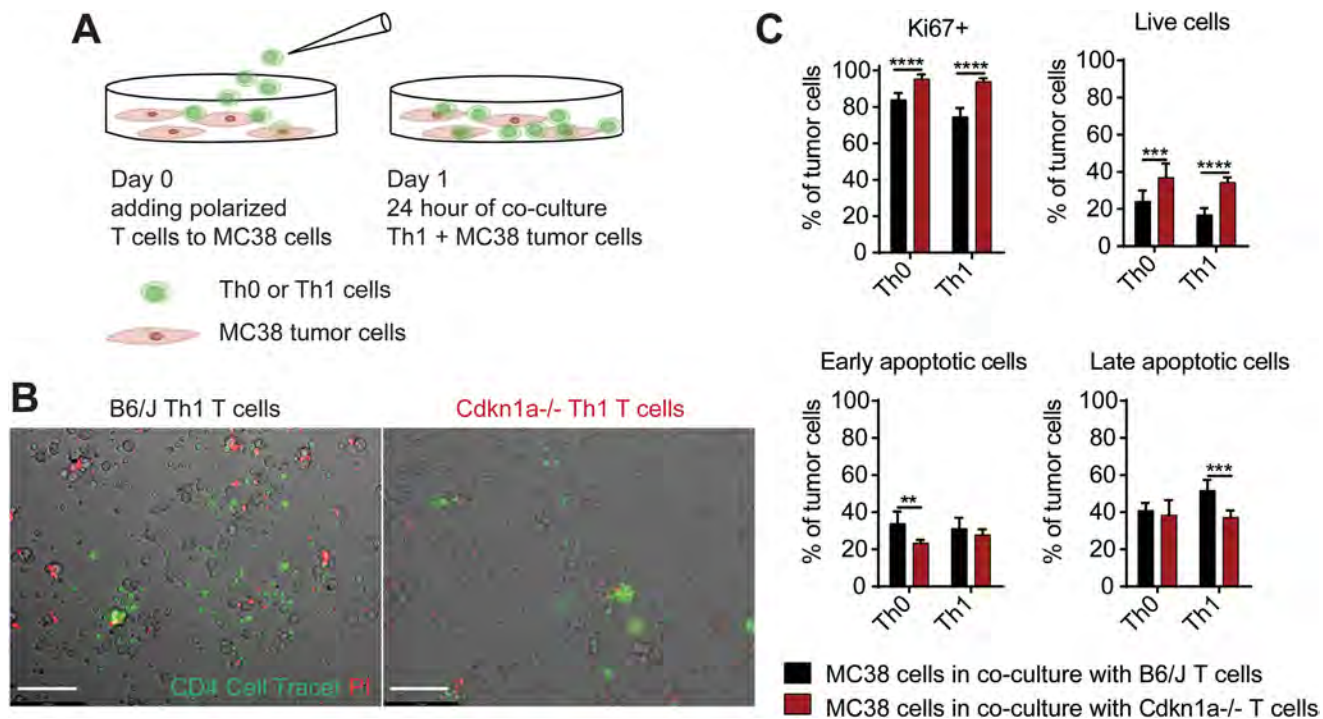 A
Day 0
adding polarized
T cells to MC38 cells
Day 1
24 hour of co-culture
Th1 + MC38 tumor cells
Th0 or Th1 cells
MC38 tumor cells
B
B6/J Th1 T cells
Cdkn1a-/- Th1 T cells
CD4 Cell Tracel PI
C
Ki67+
% of tumor cells
100
80
60
40
20
0
****
****
Th0
Th1
Live cells
% of tumor cells
100
80
60
40
20
0
***
****
Th0
Th1
Early apoptotic cells
% of tumor cells
100
80
60
40
20
0
**
Th0
Th1
Late apoptotic cells
% of tumor cells
100
80
60
40
20
0
***
Th0
Th1
MC38 cells in co-culture with B6/J T cells
MC38 cells in co-culture with Cdkn1a-/- T cells